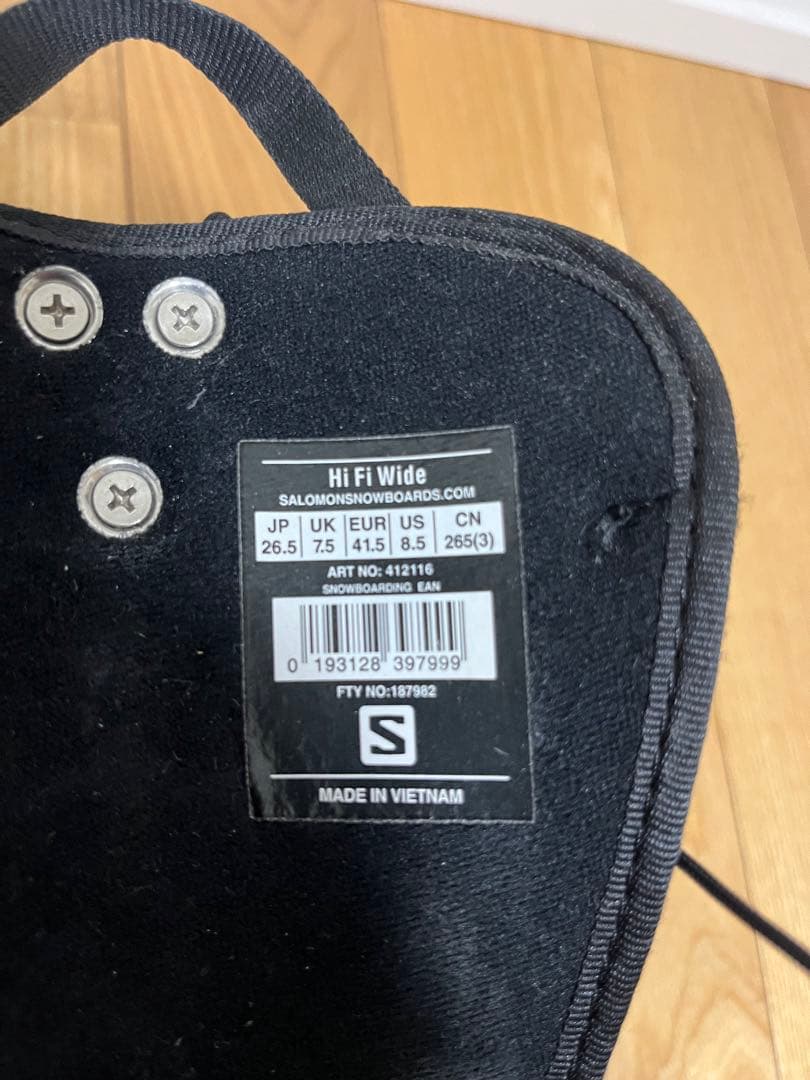 Hi Fi Wide
SALOMONSNOWBOARDS.COM
JP UK EUR US CN
26.5 7.5 41.5 8.5 265(3)
ART NO: 412116
SNOWBOARDING EAN
0 193128 397999
FTY NO:187982
S
MADE IN VIETNAM